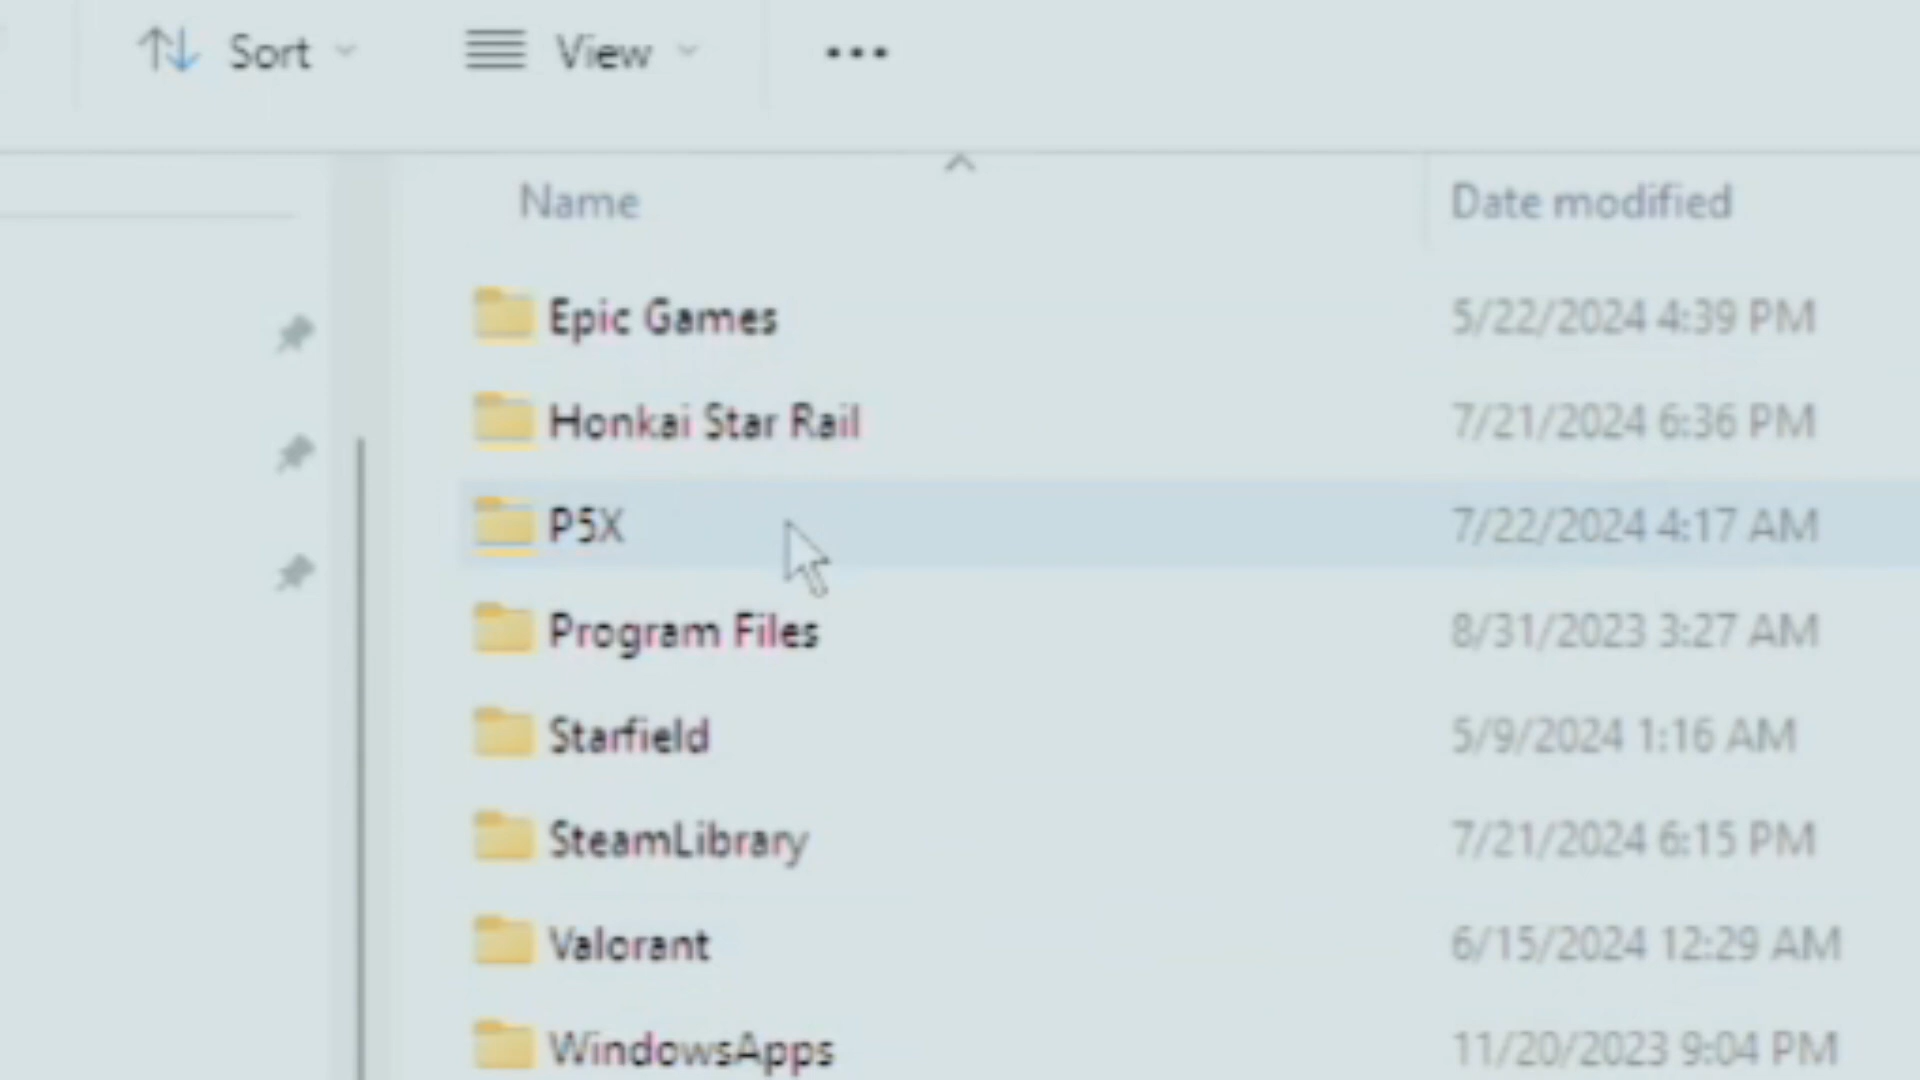 Sort View
Name Date modified
Epic Games 5/22/2024 4:39 PM
Honkai Star Rail 7/21/2024 6:36 PM
P5X 7/22/2024 4:17 AM
Program Files 8/31/2023 3:27 AM
Starfield 5/9/2024 1:16 AM
SteamLibrary 7/21/2024 6:15 PM
Valorant 6/15/2024 12:29 AM
WindowsApps 11/20/2023 9:04 PM